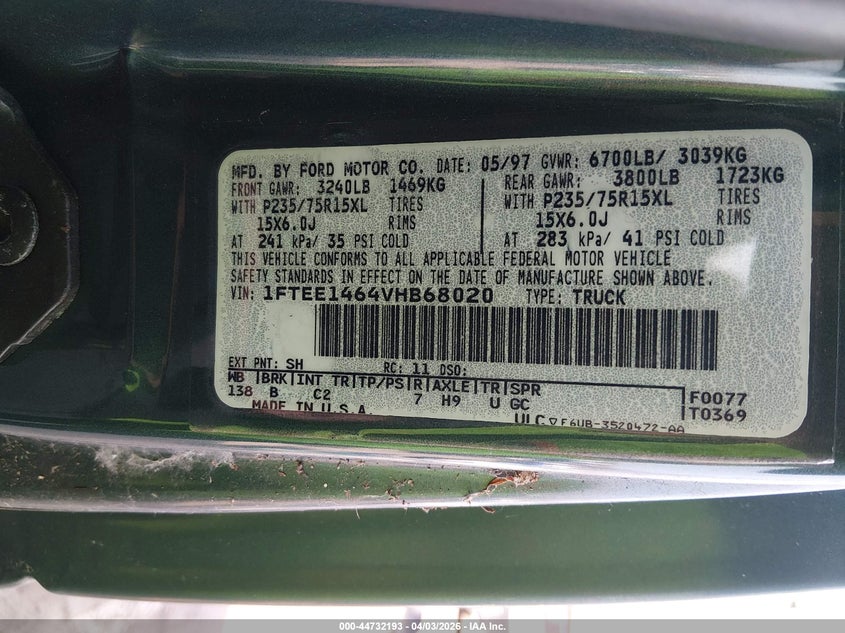 MFD. BY FORD MOTOR CO. DATE: 05/97 GVWR: 6700LB/ 3039KG
FRONT GAWR: 3240LB 1469KG REAR GAWR: 3800LB 1723KG
WITH P235/75R15XL TIRES WITH P235/75R15XL TIRES
15X6.0J RIMS 15X6.0J RIMS
AT 241 kPa/ 35 PSI COLD AT 283 kPa/ 41 PSI COLD
THIS VEHICLE CONFORMS TO ALL APPLICABLE FEDERAL MOTOR VEHICLE
SAFETY STANDARDS IN EFFECT ON THE DATE OF MANUFACTURE SHOWN ABOVE.
VIN: 1FTEE1464VHB68020 TYPE: TRUCK
EXT PNT: SH RC: 11 DSO:
WB |BRK|INT TR|TP/PS|R|AXLE|TR|SPR F0077
138 B C2 7 H9 U GC T0369
MADE IN U.S.A. ULC ▽ F6UB-3520472-AA
000-44732193 - 04/03/2026 - IAA Inc.